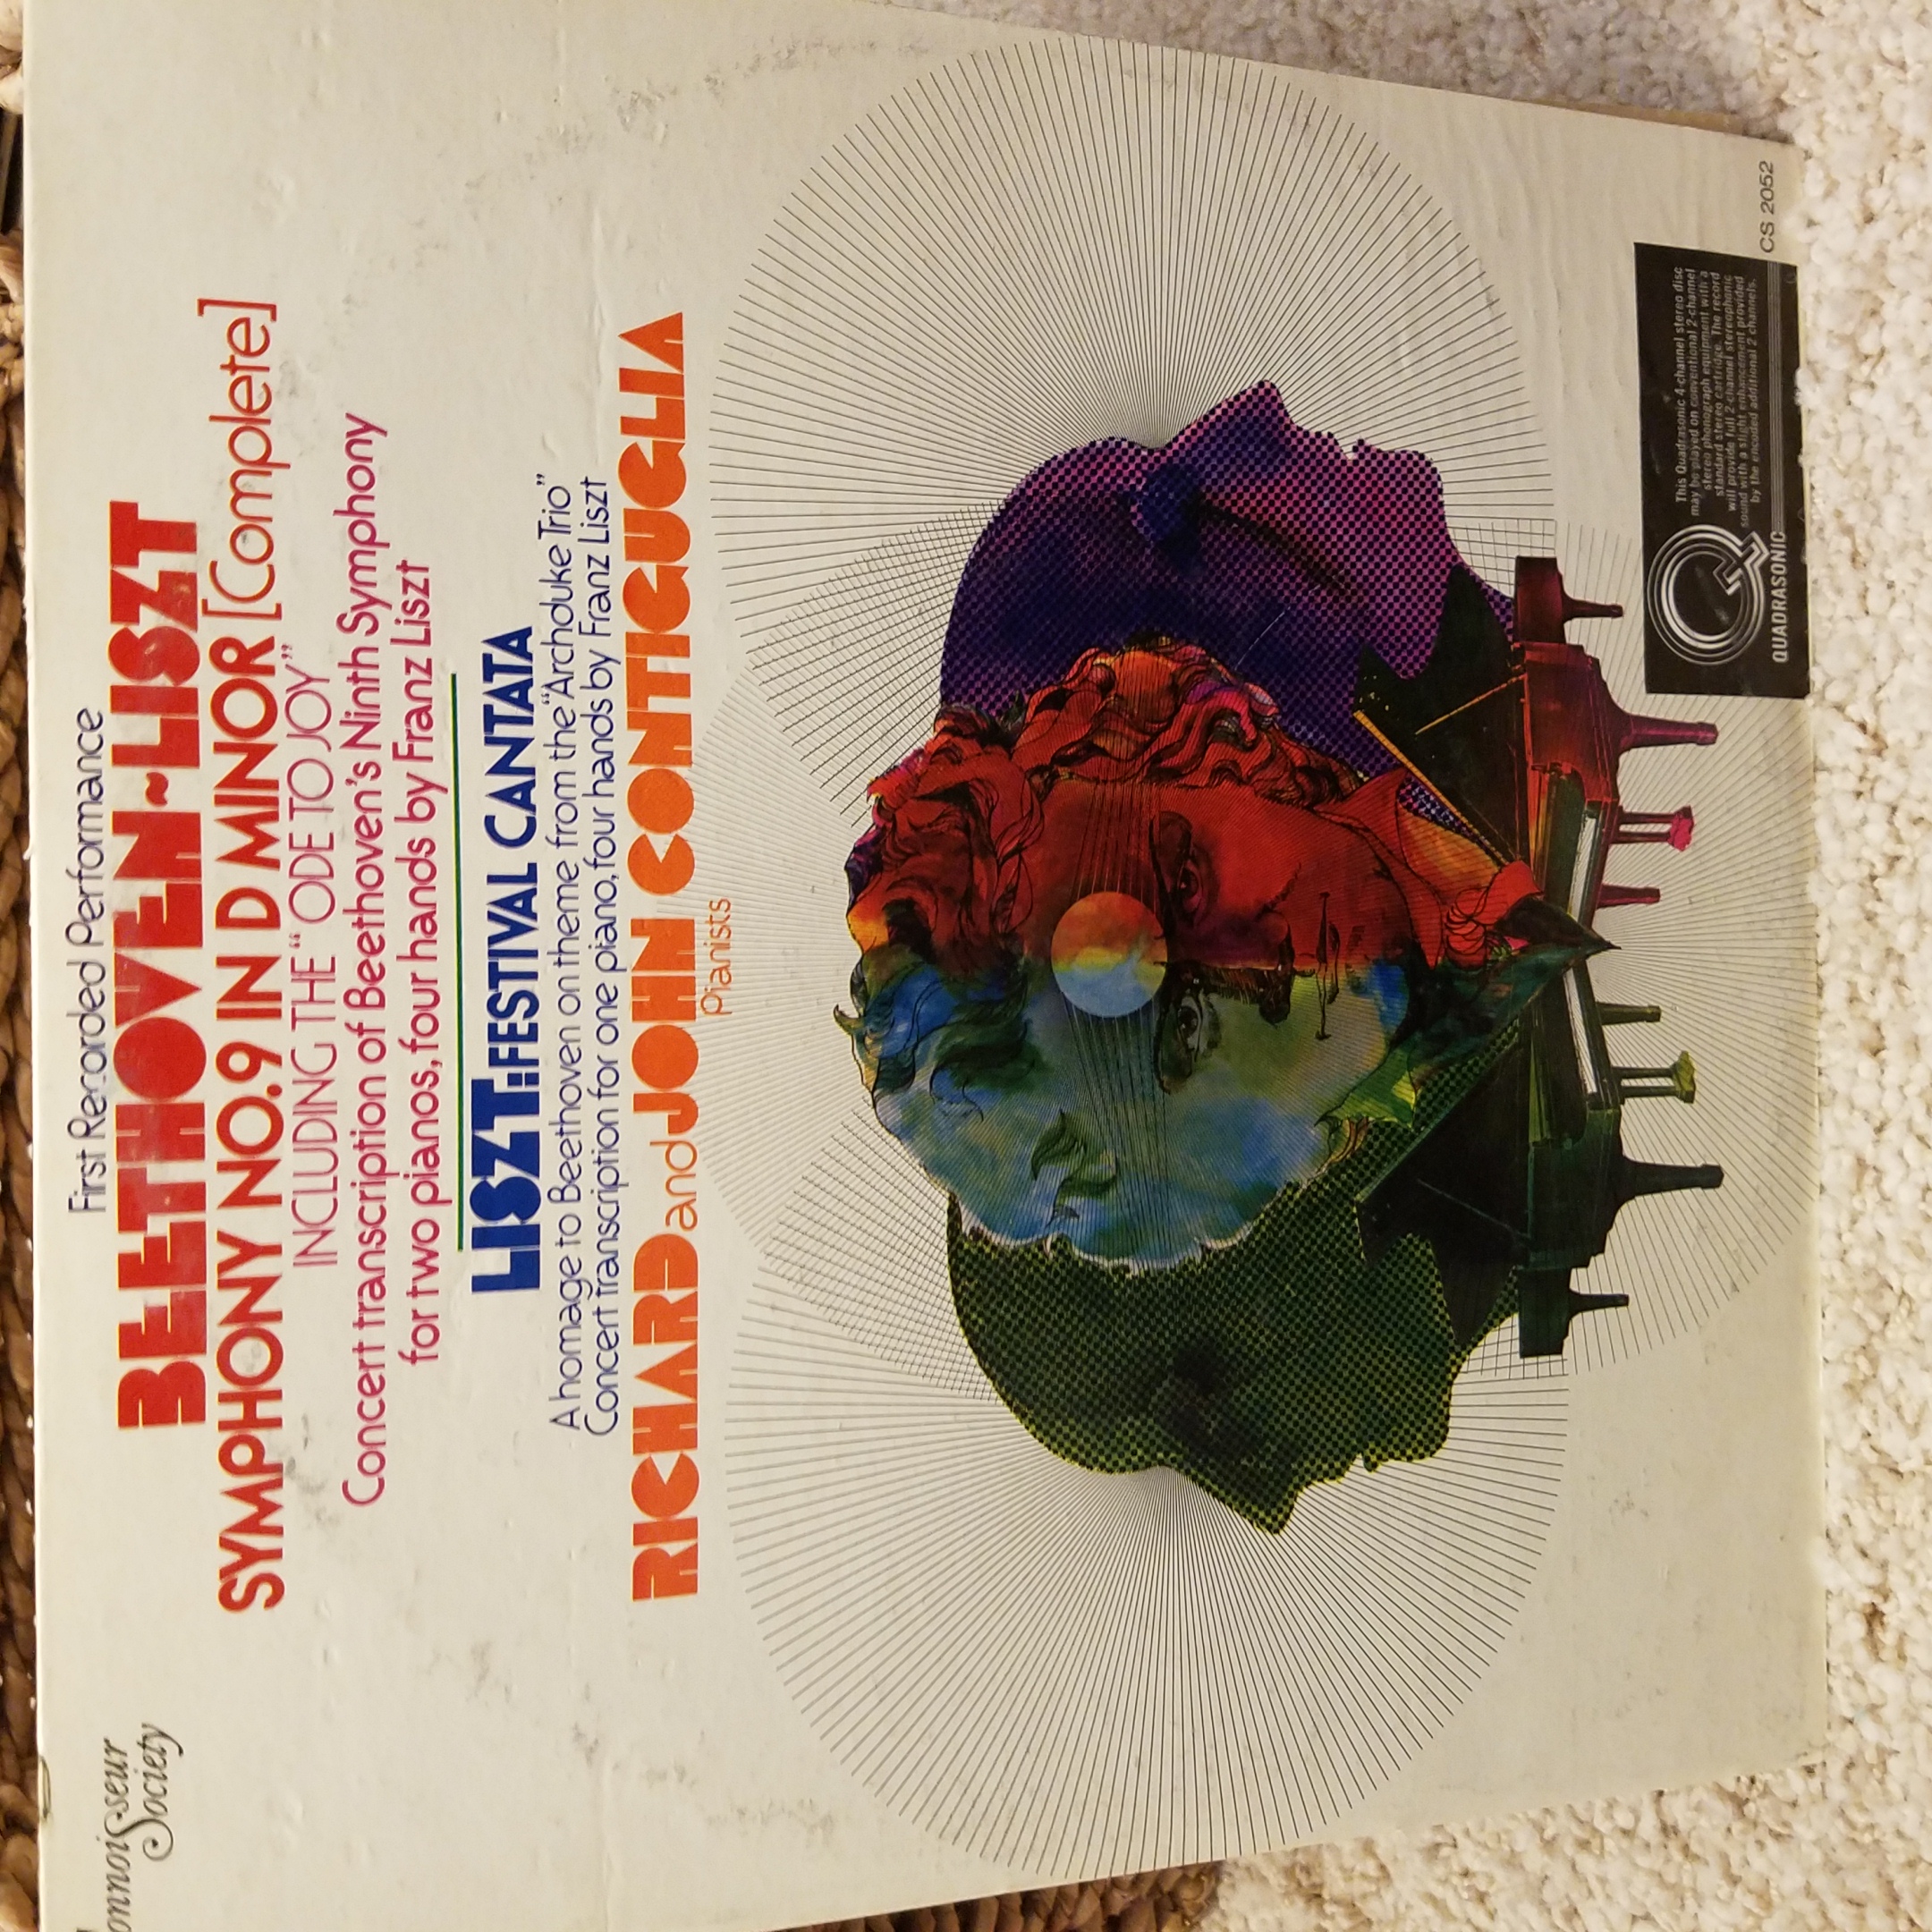 Connoisseur
Society
First Recorded Performance
BEETHOVEN~LISZT
SYMPHONY NO.9 IN D MINOR [Complete]
INCLUDING THE “ODE TO JOY”
Concert transcription of Beethoven’s Ninth Symphony
for two pianos, four hands by Franz Liszt
LISZT:FESTIVAL CANTATA
A homage to Beethoven on theme from the “Archduke Trio”
Concert transcription for one piano, four hands by Franz Liszt
RICHARD and JOHN CONTIGUGLIA
Pianists
QUADRASONIC
This Quadrasonic 4-channel stereo disc
may be played on conventional 2-channel
stereo phonograph equipment with a
standard stereo cartridge. The record
will provide full 2-channel stereophonic
sound with a slight enhancement provided
by the encoded additional 2 channels.
CS 2052